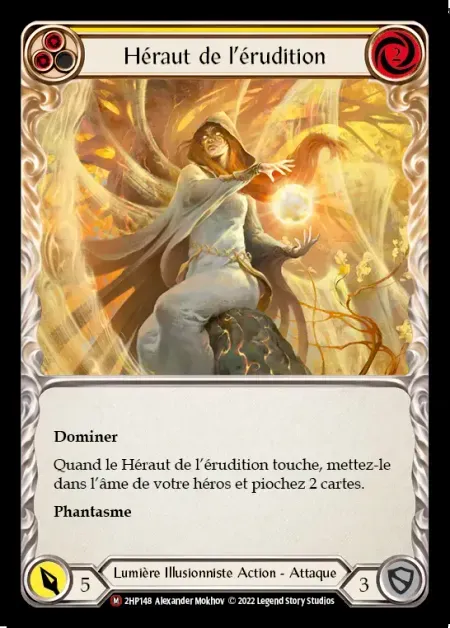 Héraut de l'érudition
2
Dominer
Quand le Héraut de l'érudition touche, mettez-le
dans l'âme de votre héros et piochez 2 cartes.
Phantasme
5
Lumière Illusionniste Action - Attaque
3
M 2HP148 Alexander Mokhov © 2022 Legend Story Studios